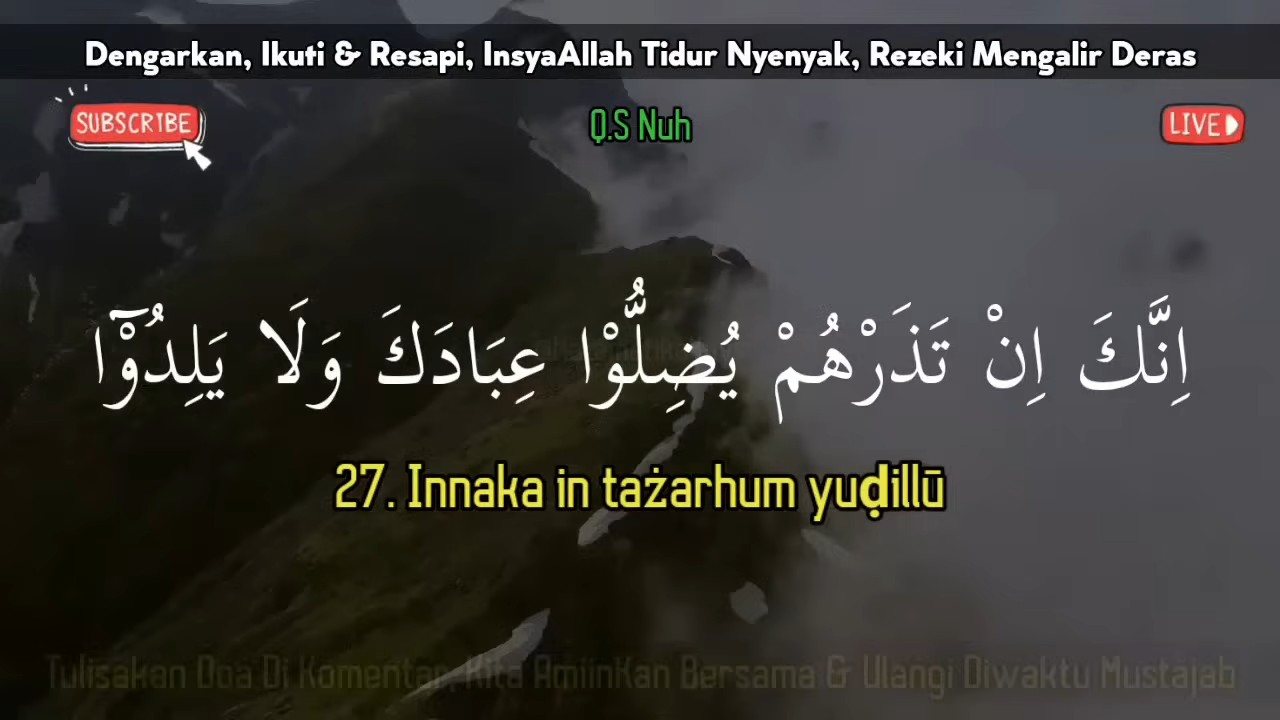 Dengarkan, Ikuti & Resapi, InsyaAllah Tidur Nyenyak, Rezeki Mengalir Deras
SUBSCRIBE
Q.S Nuh
LIVE
اِنَّكَ اِنْ تَذَرْهُمْ يُضِلُّوْا عِبَادَكَ وَلَا يَلِدُوْٓا
27. Innaka in tażarhum yuḍillū
Tulisakan Doa Di Komentar, Kita AmiinKan Bersama & Ulangi Diwaktu Mustajab